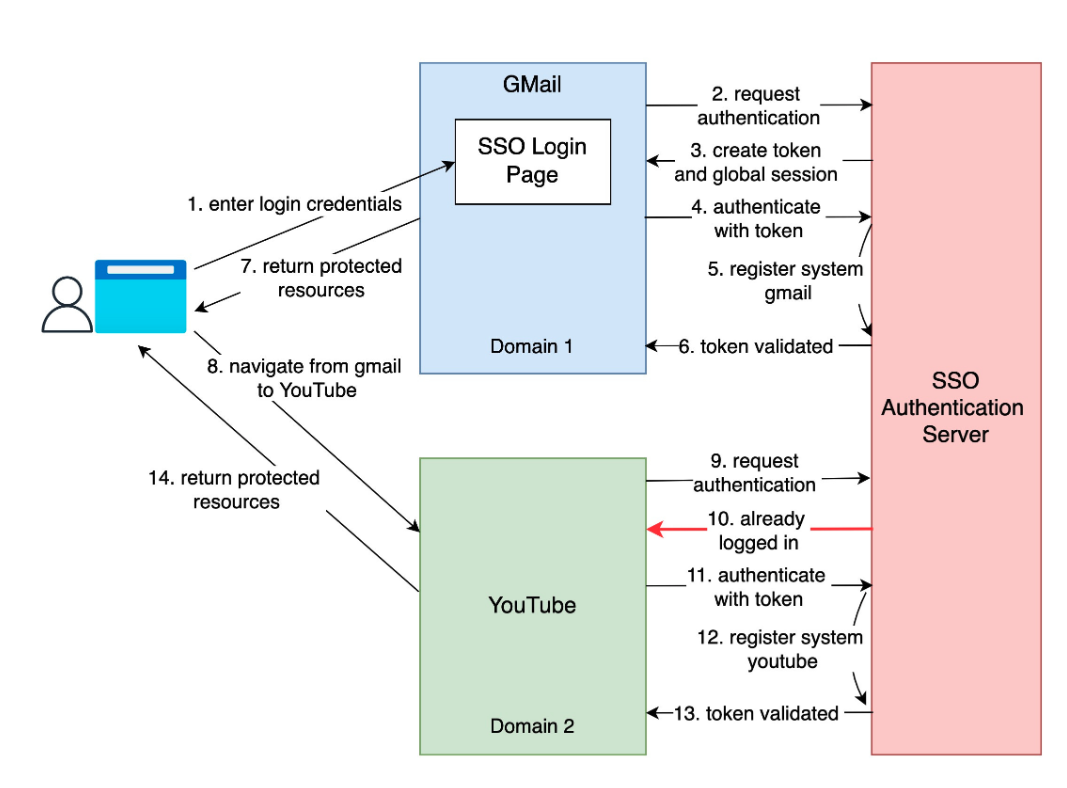 GMail
SSO Login
Page
1. enter login credentials
2. request
authentication
3. create token
and global session
4. authenticate
with token
5. register system
gmail
6. token validated
Domain 1
7. return protected
resources
8. navigate from gmail
to YouTube
SSO
Authentication
Server
9. request
authentication
10. already
logged in
11. authenticate
with token
12. register system
youtube
13. token validated
YouTube
Domain 2
14. return protected
resources